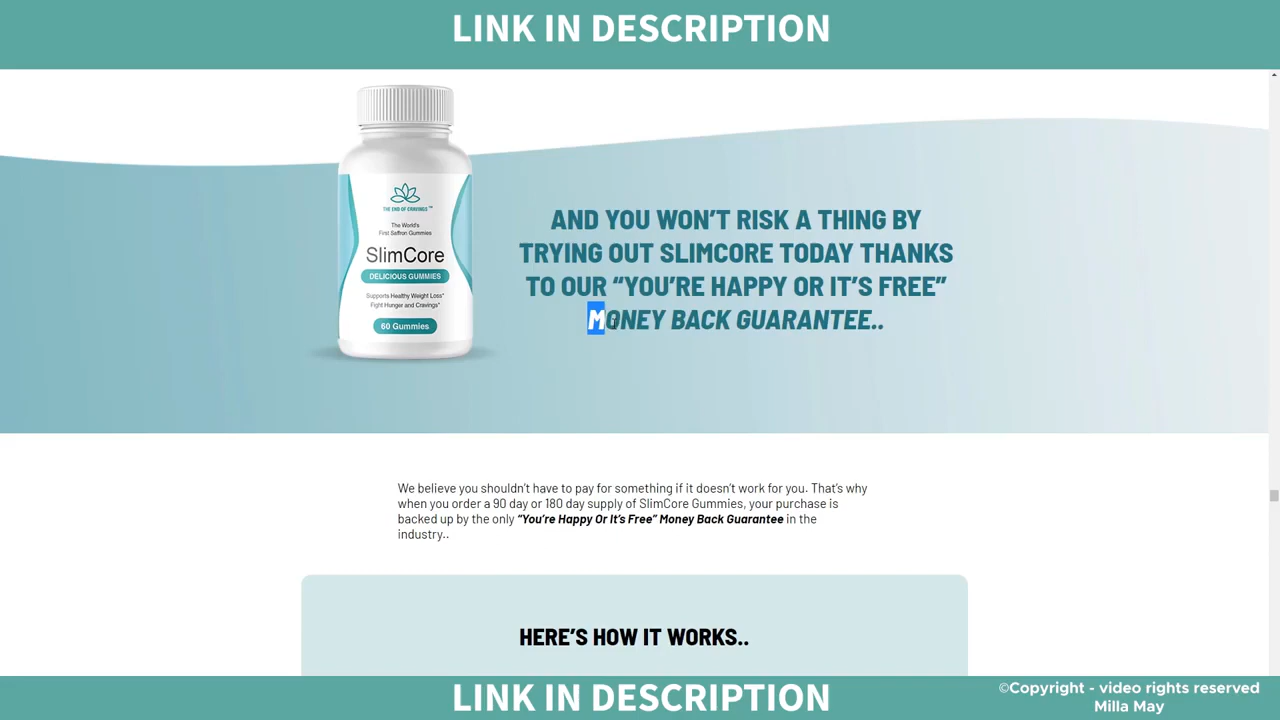 LINK IN DESCRIPTION
THE END OF CRAVINGS ™
The World's
First Saffron Gummies
SlimCore
DELICIOUS GUMMIES
Supports Healthy Weight Loss*
Fight Hunger and Cravings*
60 Gummies
AND YOU WON'T RISK A THING BY
TRYING OUT SLIMCORE TODAY THANKS
TO OUR “YOU'RE HAPPY OR IT'S FREE”
MONEY BACK GUARANTEE..
We believe you shouldn't have to pay for something if it doesn't work for you. That's why
when you order a 90 day or 180 day supply of SlimCore Gummies, your purchase is
backed up by the only “You're Happy Or It's Free” Money Back Guarantee in the
industry..
HERE'S HOW IT WORKS..
LINK IN DESCRIPTION
©Copyright - video rights reserved
Milla May